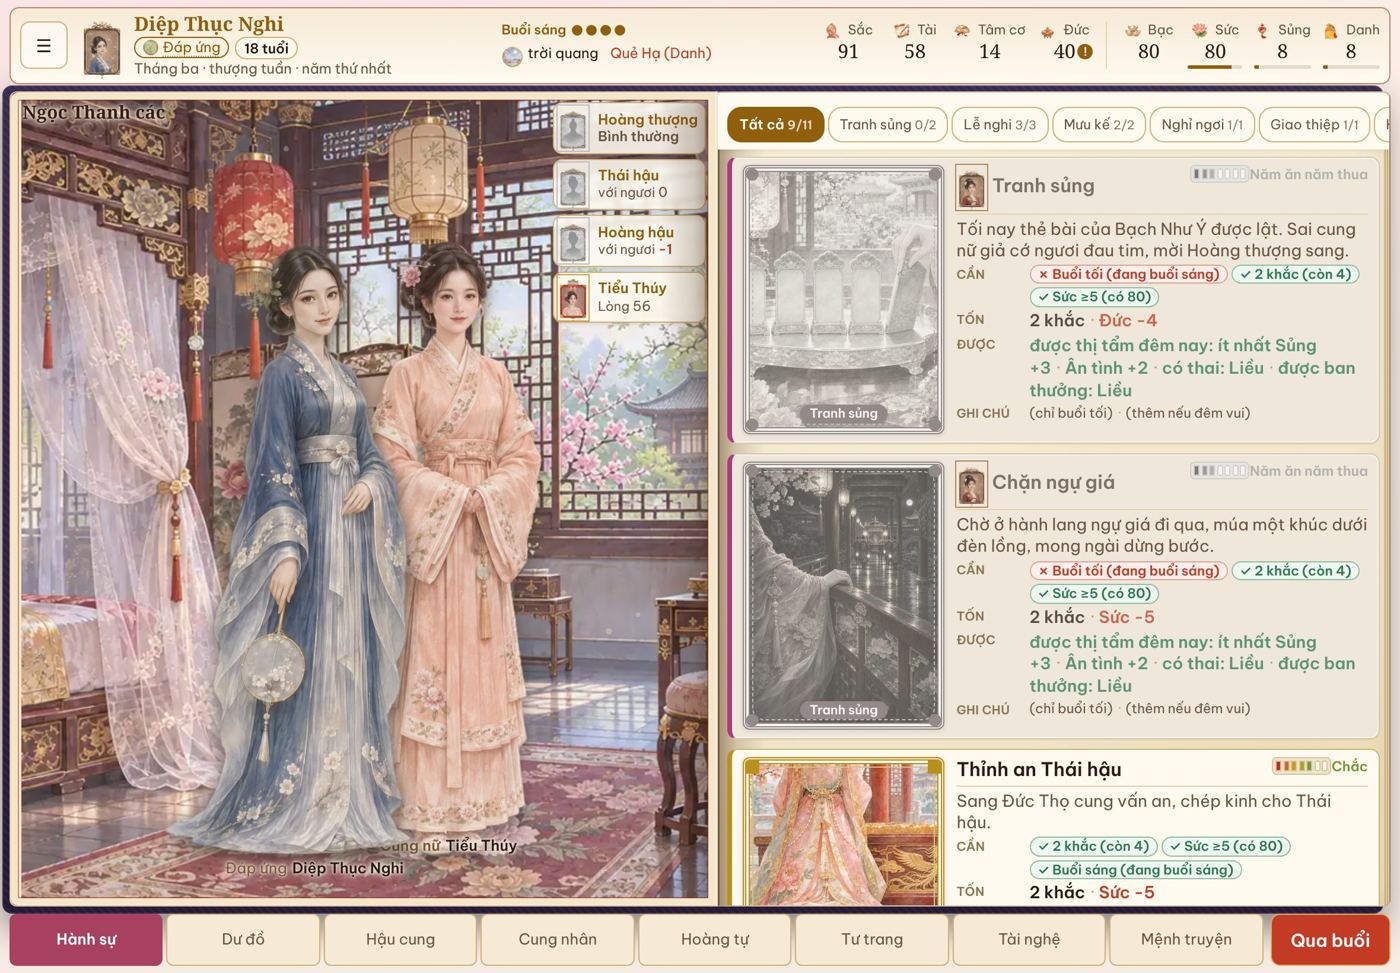 ☰
Diệp Thục Nghi
Đáp ứng 18 tuổi
Tháng ba · thượng tuần · năm thứ nhất
Buổi sáng
trời quang Quẻ Hạ (Danh)
Sắc 91
Tài 58
Tâm cơ 14
Đức 40 !
Bạc 80
Sức 80
Sủng 8
Danh 8
Ngọc Thanh các
Hoàng thượng
Bình thường
Thái hậu
với ngươi 0
Hoàng hậu
với ngươi -1
Tiểu Thúy
Lòng 56
Cung nữ Tiểu Thúy
Đáp ứng Diệp Thục Nghi
Tất cả 9/11
Tranh sủng 0/2
Lễ nghi 3/3
Mưu kế 2/2
Nghỉ ngơi 1/1
Giao thiệp 1/1
Tranh sủng
Năm ăn năm thua
Tối nay thẻ bài của Bạch Như Ý được lật. Sai cung
nữ giả cớ ngươi đau tim, mời Hoàng thượng sang.
CẦN × Buổi tối (đang buổi sáng) ✓ 2 khắc (còn 4)
✓ Sức ≥5 (có 80)
TỐN 2 khắc · Đức -4
ĐƯỢC được thị tẩm đêm nay: ít nhất Sủng
+3 · Ân tình +2 · có thai: Liều · được ban
thưởng: Liều
GHI CHÚ (chỉ buổi tối) · (thêm nếu đêm vui)
Tranh sủng
Chặn ngự giá
Năm ăn năm thua
Chờ ở hành lang ngự giá đi qua, múa một khúc dưới
đèn lồng, mong ngài dừng bước.
CẦN × Buổi tối (đang buổi sáng) ✓ 2 khắc (còn 4)
✓ Sức ≥5 (có 80)
TỐN 2 khắc · Sức -5
ĐƯỢC được thị tẩm đêm nay: ít nhất Sủng
+3 · Ân tình +2 · có thai: Liều · được ban
thưởng: Liều
GHI CHÚ (chỉ buổi tối) · (thêm nếu đêm vui)
Tranh sủng
Thỉnh an Thái hậu
Chắc
Sang Đức Thọ cung vấn an, chép kinh cho Thái
hậu.
CẦN ✓ 2 khắc (còn 4) ✓ Sức ≥5 (có 80)
✓ Buổi sáng (đang buổi sáng)
TỐN 2 khắc · Sức -5
Hành sự
Dư đồ
Hậu cung
Cung nhân
Hoàng tự
Tư trang
Tài nghệ
Mệnh truyện
Qua buổi